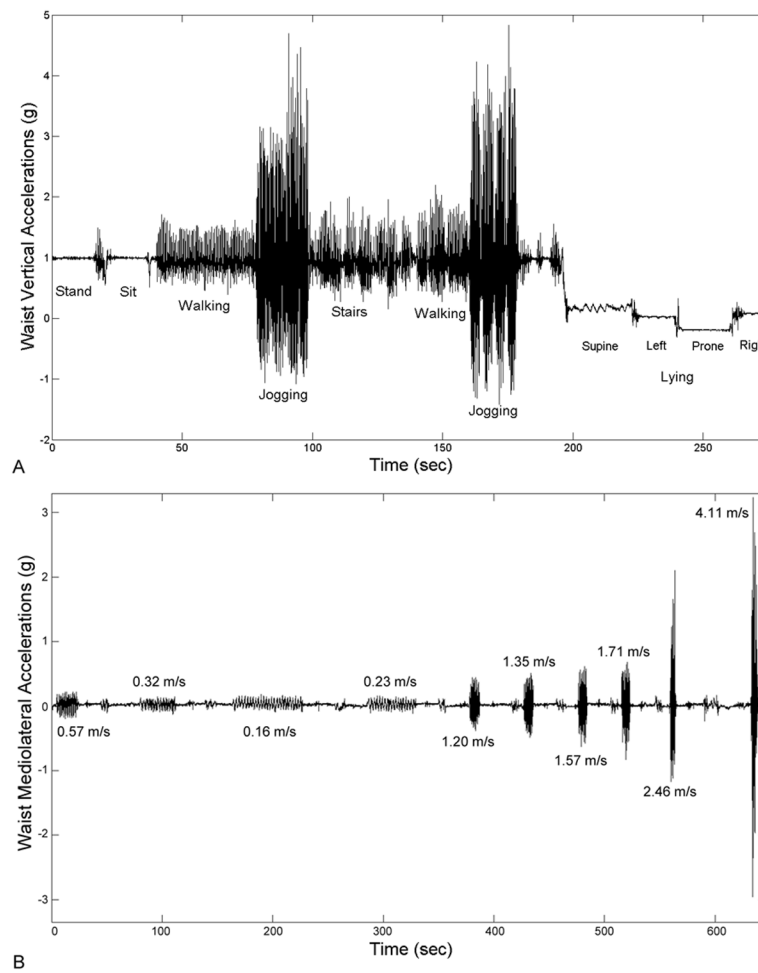 5
4
3
2
1
0
-1
-2
Waist Vertical Accelerations (g)
Stand
Sit
Walking
Jogging
Stairs
Walking
Jogging
Supine
Left
Prone
Rig
Lying
0
50
100
150
200
250
Time (sec)
A
3
2
1
0
-1
-2
-3
Waist Mediolateral Accelerations (g)
0.57 m/s
0.32 m/s
0.16 m/s
0.23 m/s
1.20 m/s
1.35 m/s
1.57 m/s
1.71 m/s
2.46 m/s
4.11 m/s
0
100
200
300
400
500
600
Time (sec)
B